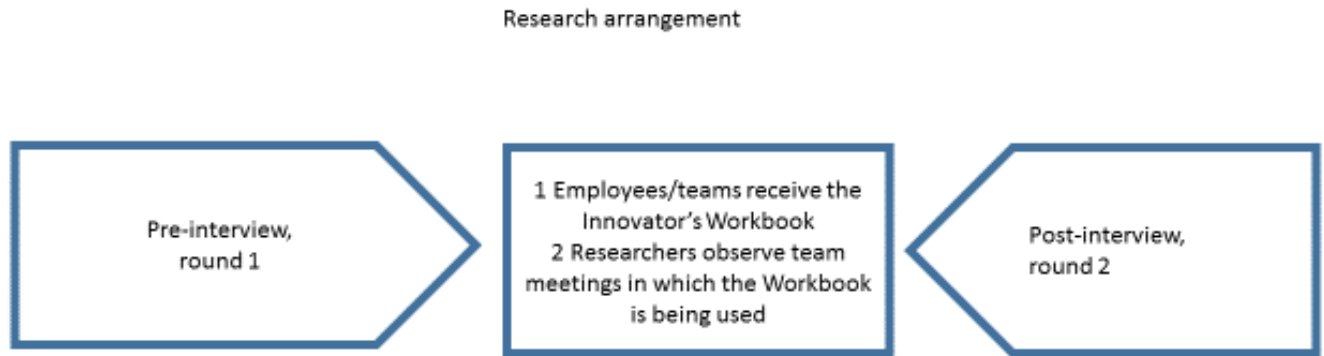 Research arrangement
Pre-interview,
round 1
1 Employees/teams receive the
Innovator's Workbook
2 Researchers observe team
meetings in which the Workbook
is being used
Post-interview,
round 2